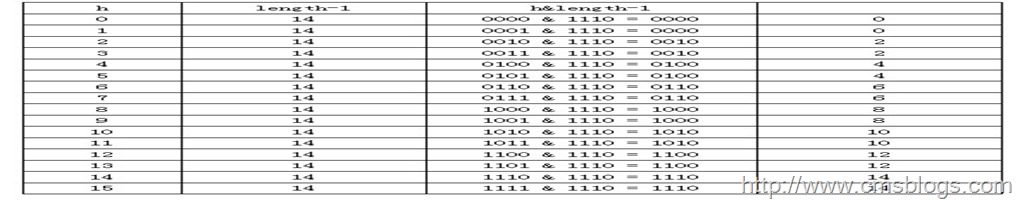 h length-1 h&length-1
0 14 0000 & 1110 = 0000 0
1 14 0001 & 1110 = 0000 0
2 14 0010 & 1110 = 0010 2
3 14 0011 & 1110 = 0010 2
4 14 0100 & 1110 = 0100 4
5 14 0101 & 1110 = 0100 4
6 14 0110 & 1110 = 0110 6
7 14 0111 & 1110 = 0110 6
8 14 1000 & 1110 = 1000 8
9 14 1001 & 1110 = 1000 8
10 14 1010 & 1110 = 1010 10
11 14 1011 & 1110 = 1010 10
12 14 1100 & 1110 = 1100 12
13 14 1101 & 1110 = 1100 12
14 14 1110 & 1110 = 1110 14
15 14 1111 & 1110 = 1110 14
http://www.cmsblogs.com/